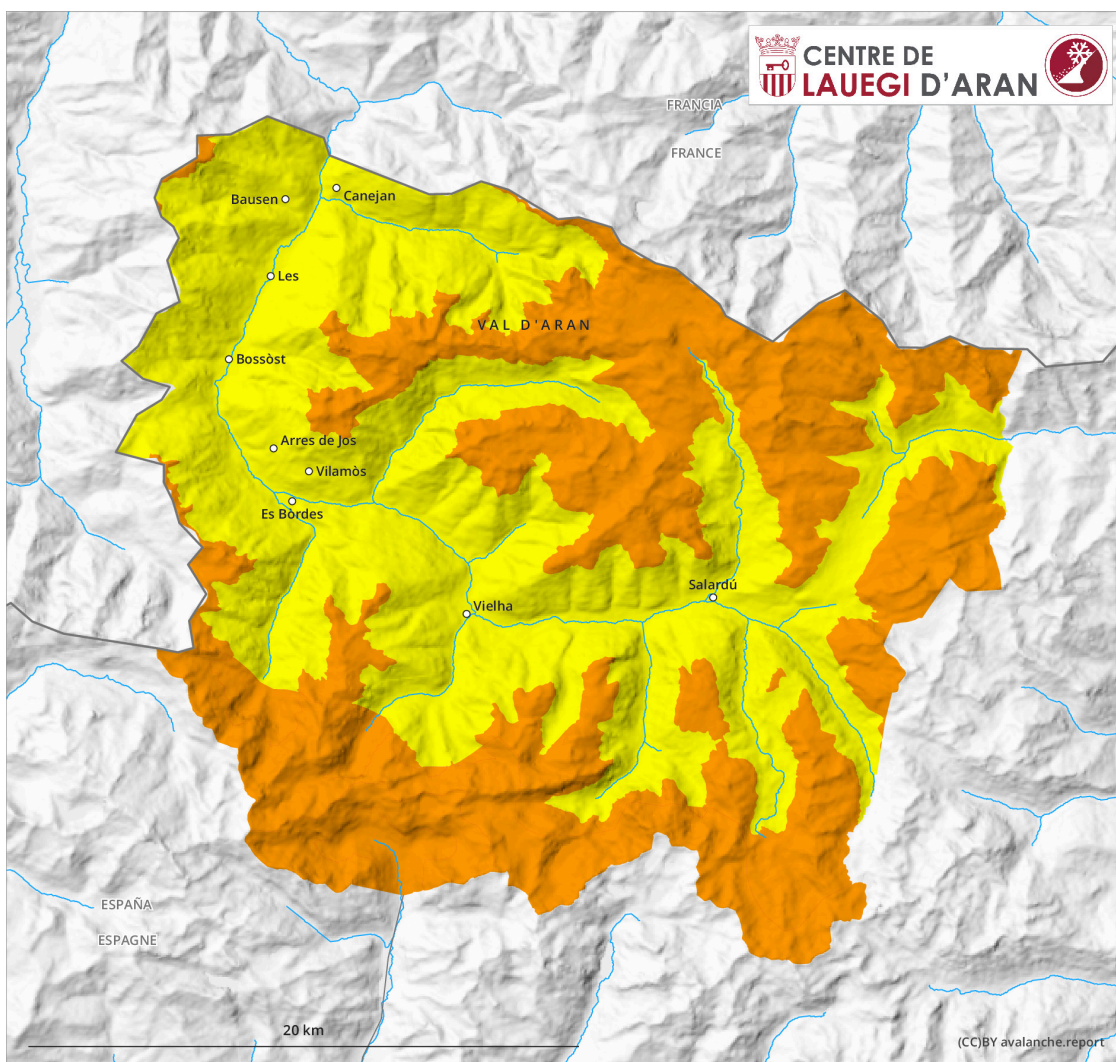 CENTRE DE
LAUEGI D'ARAN
FRANCIA
FRANCE
Bausen
Canejan
Les
VAL D'ARAN
Bossòst
Arres de Jos
Vilamòs
Es Bòrdes
Salardú
Vielha
ESPAÑA
ESPAGNE
20 km
(CC)BY avalanche.report